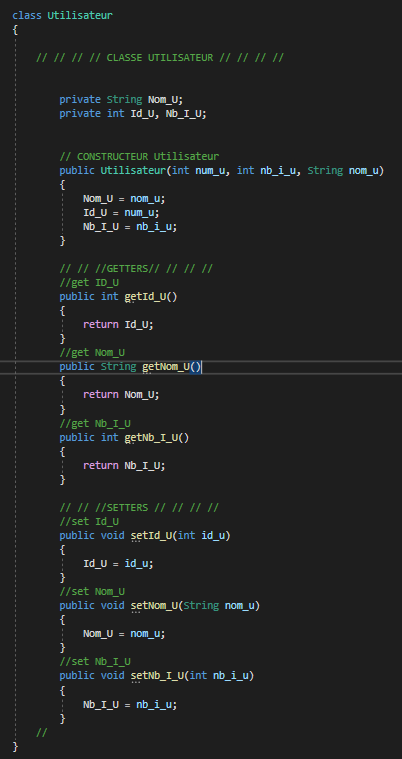 class Utilisateur
{
// // // // CLASSE UTILISATEUR // // // //
private String Nom_U;
private int Id_U, Nb_I_U;
// CONSTRUCTEUR Utilisateur
public Utilisateur(int num_u, int nb_i_u, String nom_u)
{
Nom_U = nom_u;
Id_U = num_u;
Nb_I_U = nb_i_u;
}
// // //GETTERS// // // //
//get ID_U
public int getId_U()
{
return Id_U;
}
//get Nom_U
public String getNom_U()
{
return Nom_U;
}
//get Nb_I_U
public int getNb_I_U()
{
return Nb_I_U;
}
// // //SETTERS // // // //
//set Id_U
public void setId_U(int id_u)
{
Id_U = id_u;
}
//set Nom_U
public void setNom_U(String nom_u)
{
Nom_U = nom_u;
}
//set Nb_I_U
public void setNb_I_U(int nb_i_u)
{
Nb_I_U = nb_i_u;
}
//
}